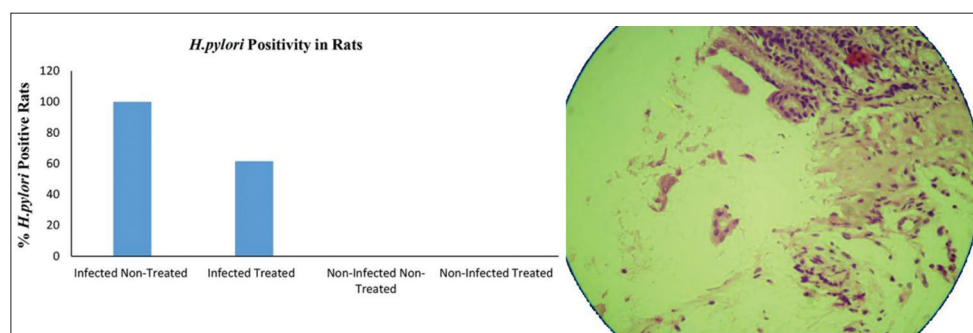 H.pylori Positivity in Rats
% H.pylori Positive Rats
120
100
80
60
40
20
0
Infected Non-Treated
Infected Treated
Non-Infected Non-
Treated
Non-Infected Treated